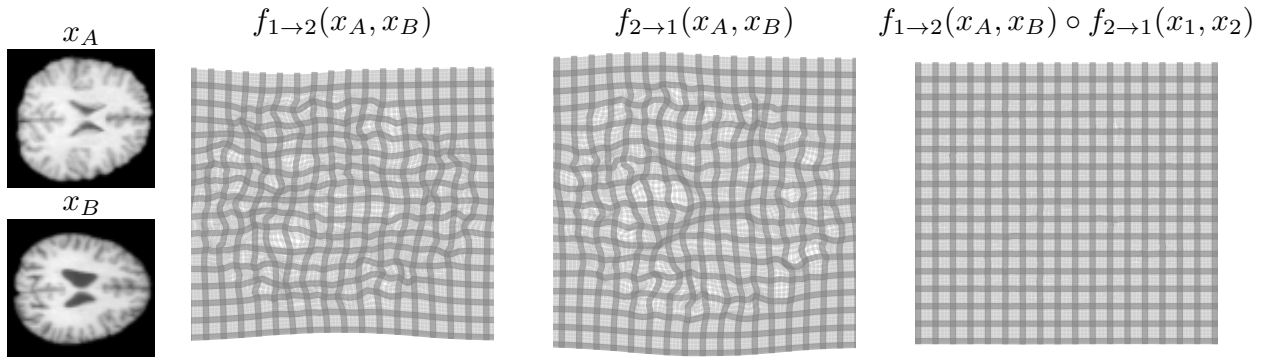 x_A
f_{1→2}(x_A, x_B)
f_{2→1}(x_A, x_B)
f_{1→2}(x_A, x_B) ∘ f_{2→1}(x_1, x_2)
x_B